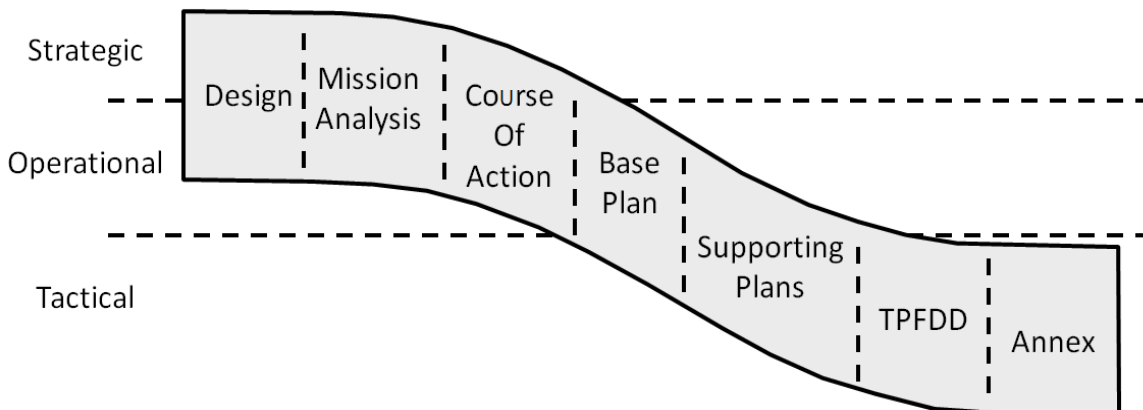 Strategic
Operational
Tactical
Design
Mission
Analysis
Course
Of
Action
Base
Plan
Supporting
Plans
TPFDD
Annex